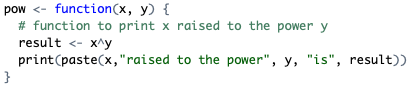 pow <- function(x, y) {
  # function to print x raised to the power y
  result <- x^y
  print(paste(x,"raised to the power", y, "is", result))
}